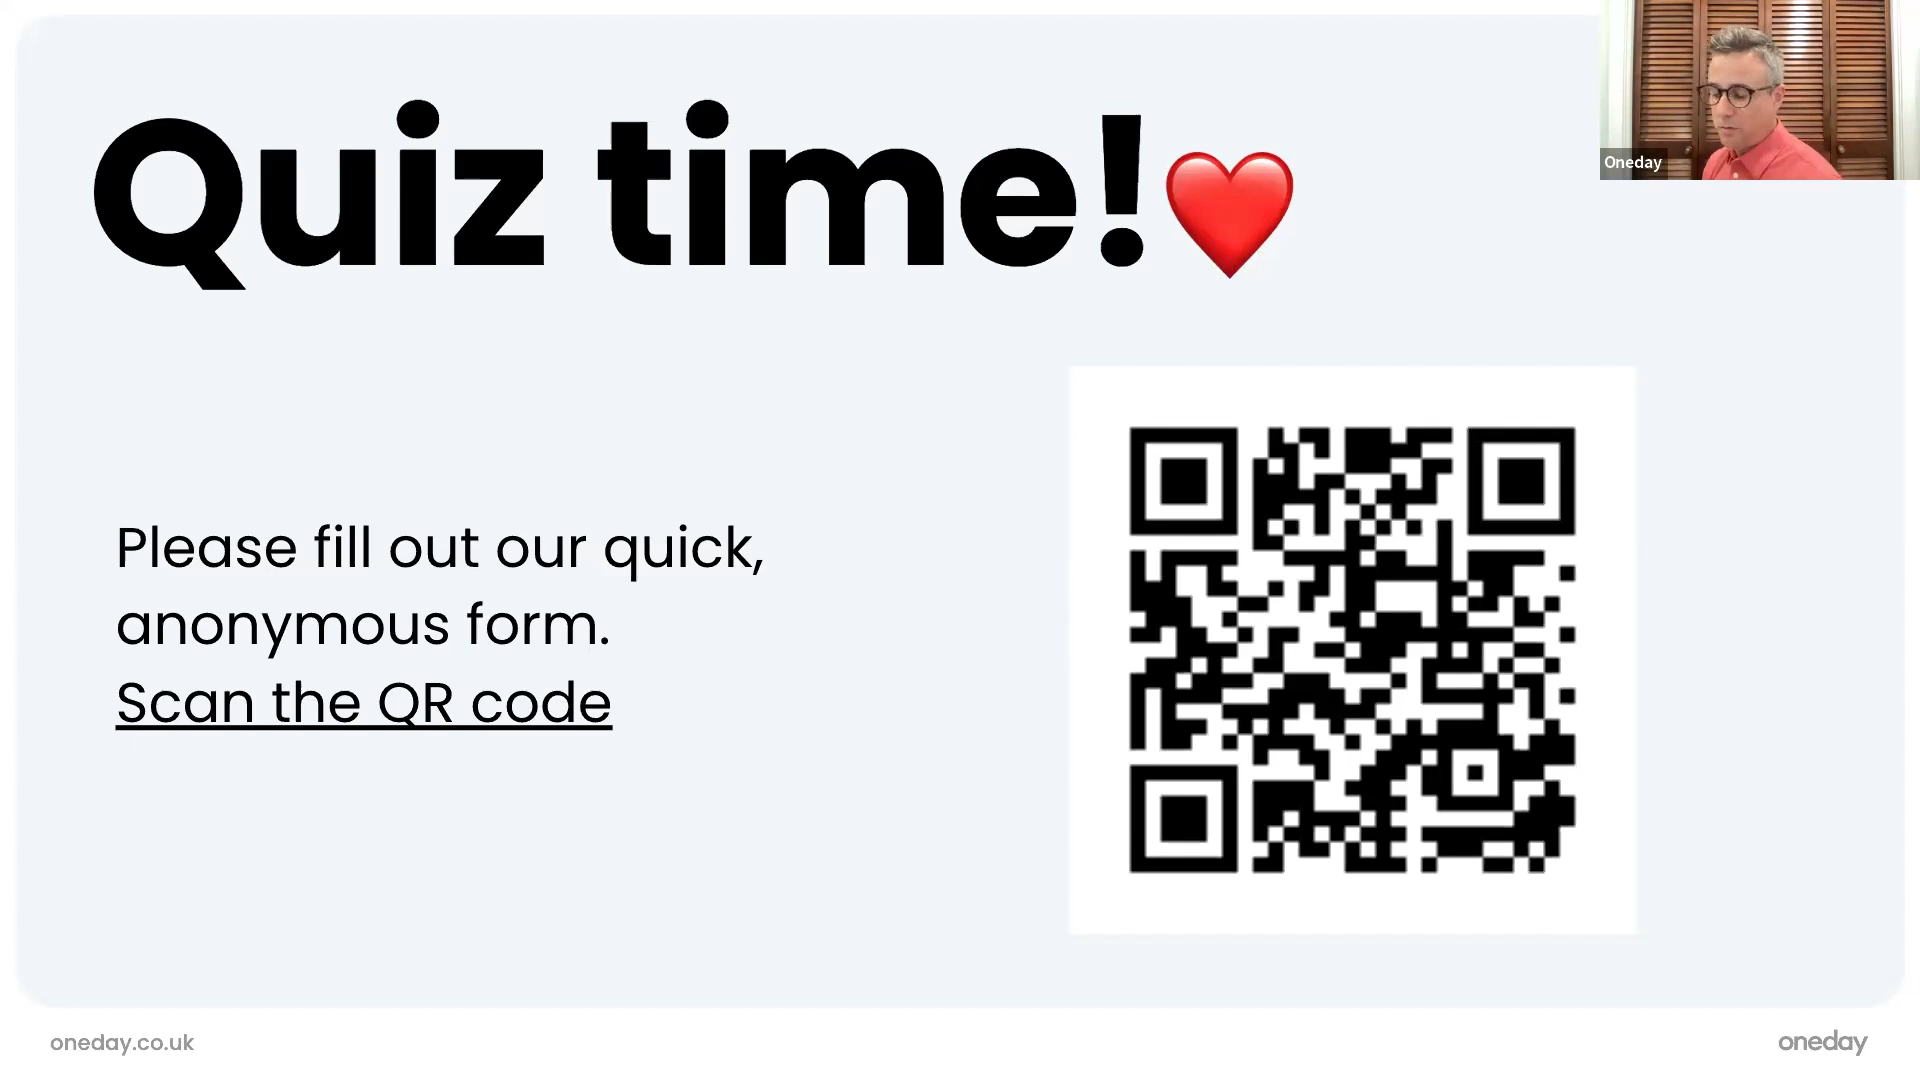 Quiz time!❤️
Oneday
Please fill out our quick,
anonymous form.
Scan the QR code
oneday.co.uk
oneday